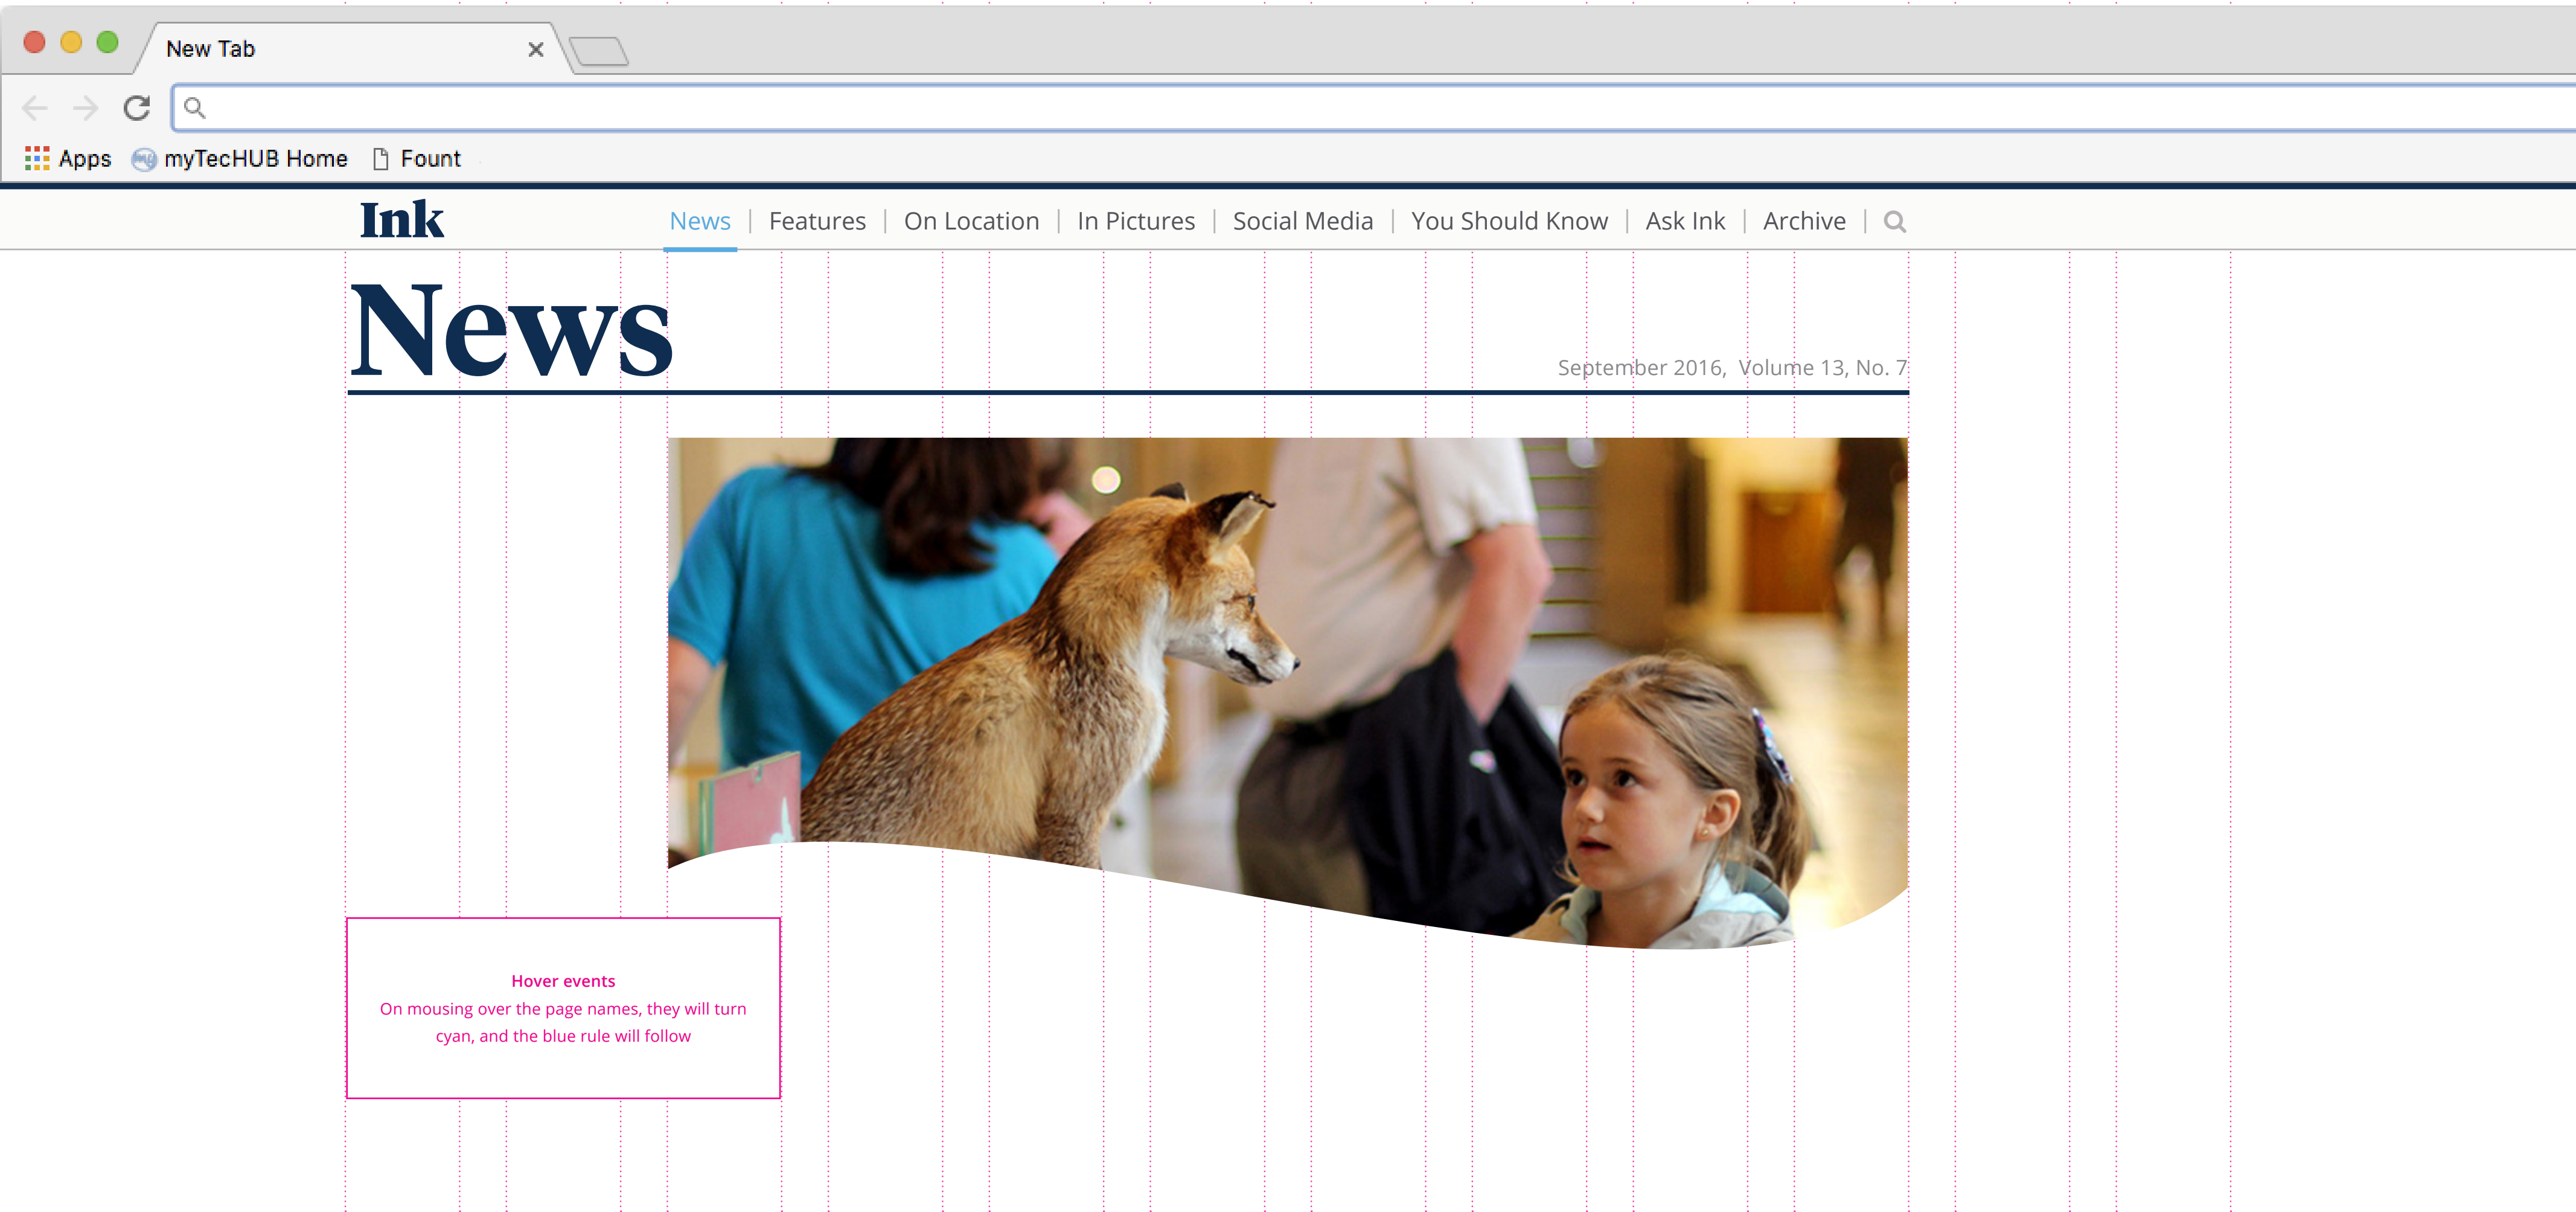 New Tab
Apps myTecHUB Home Fount
Ink News Features On Location In Pictures Social Media You Should Know Ask Ink Archive
News
September 2016, Volume 13, No. 7
Hover events
On mousing over the page names, they will turn
cyan, and the blue rule will follow